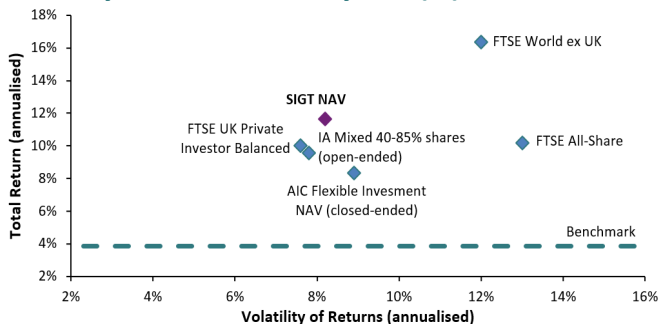 18%
FTSE World ex UK
16%
14%
SIGT NAV
12%
FTSE UK Private
Investor Balanced
IA Mixed 40-85% shares
(open-ended)
FTSE All-Share
10%
8%
AIC Flexible Invesment
NAV (closed-ended)
6%
Benchmark
4%
2%
Total Return (annualised)
2%
4%
6%
8%
10%
12%
14%
16%
Volatility of Returns (annualised)